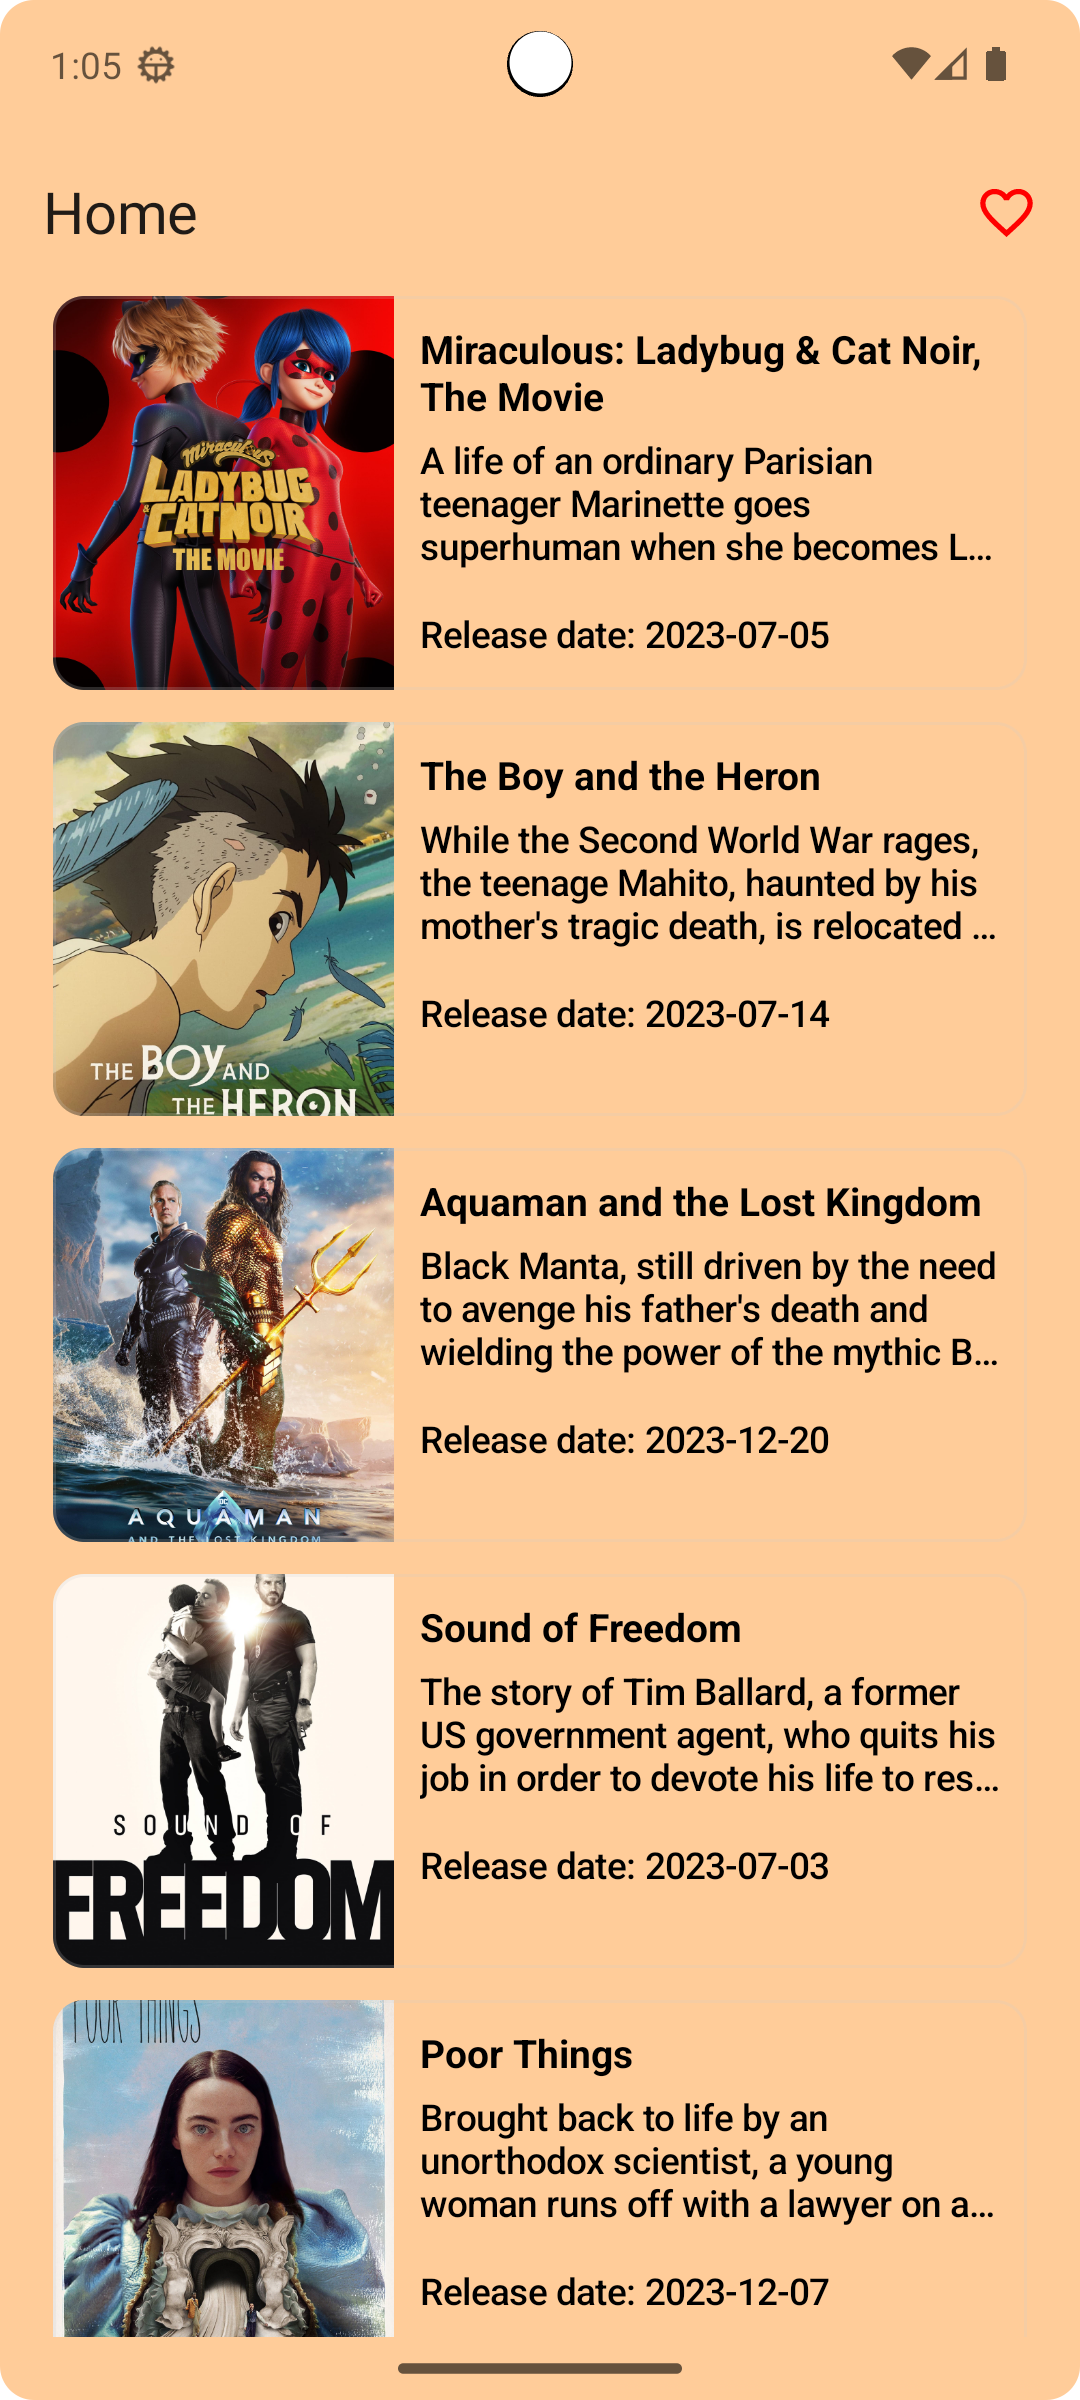 1:05
Home
Miraculous: Ladybug & Cat Noir,
The Movie
A life of an ordinary Parisian
teenager Marinette goes
superhuman when she becomes L...
Release date: 2023-07-05
miraculous
LADYBUG
& CAT NOIR
THE MOVIE
The Boy and the Heron
While the Second World War rages,
the teenage Mahito, haunted by his
mother's tragic death, is relocated ...
Release date: 2023-07-14
THE BOY AND
THE HERON
Aquaman and the Lost Kingdom
Black Manta, still driven by the need
to avenge his father's death and
wielding the power of the mythic B...
Release date: 2023-12-20
DC
AQUAMAN
AND THE LOST KINGDOM
Sound of Freedom
The story of Tim Ballard, a former
US government agent, who quits his
job in order to devote his life to res...
Release date: 2023-07-03
SOUND OF
FREEDOM
POOR THINGS
Poor Things
Brought back to life by an
unorthodox scientist, a young
woman runs off with a lawyer on a...
Release date: 2023-12-07